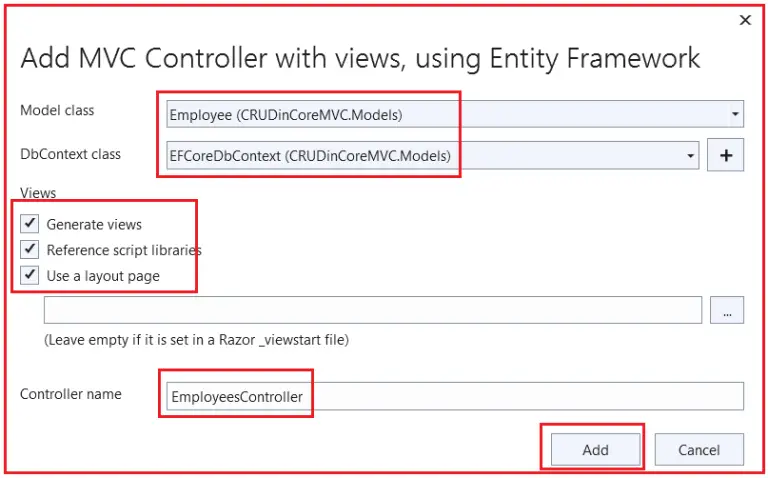 Add MVC Controller with views, using Entity Framework
Model class
Employee (CRUDinCoreMVC.Models)
DbContext class
EFCoreDbContext (CRUDinCoreMVC.Models)
+
Views
Generate views
Reference script libraries
Use a layout page
...
(Leave empty if it is set in a Razor _viewstart file)
Controller name
EmployeesController
Add
Cancel